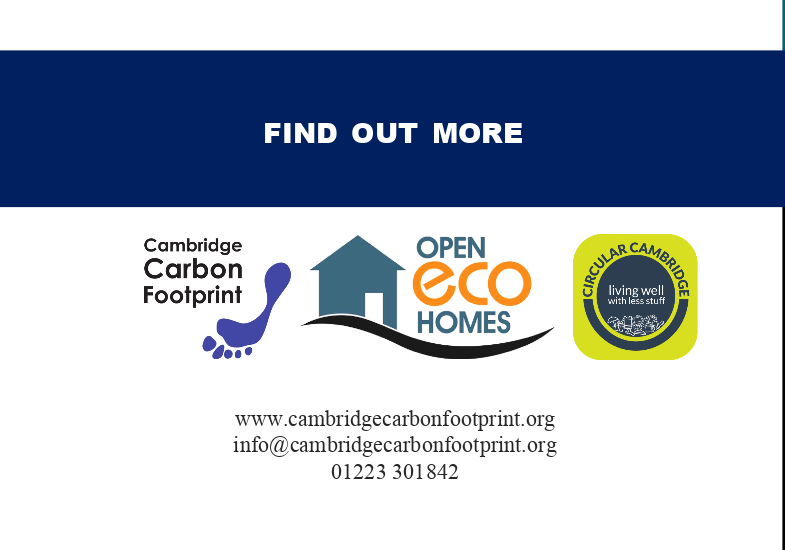 FIND OUT MORE
Cambridge
Carbon
Footprint
OPEN
eco
HOMES
CIRCULAR CAMBRIDGE
living well
with less stuff
www.cambridgecarbonfootprint.org
info@cambridgecarbonfootprint.org
01223 301842